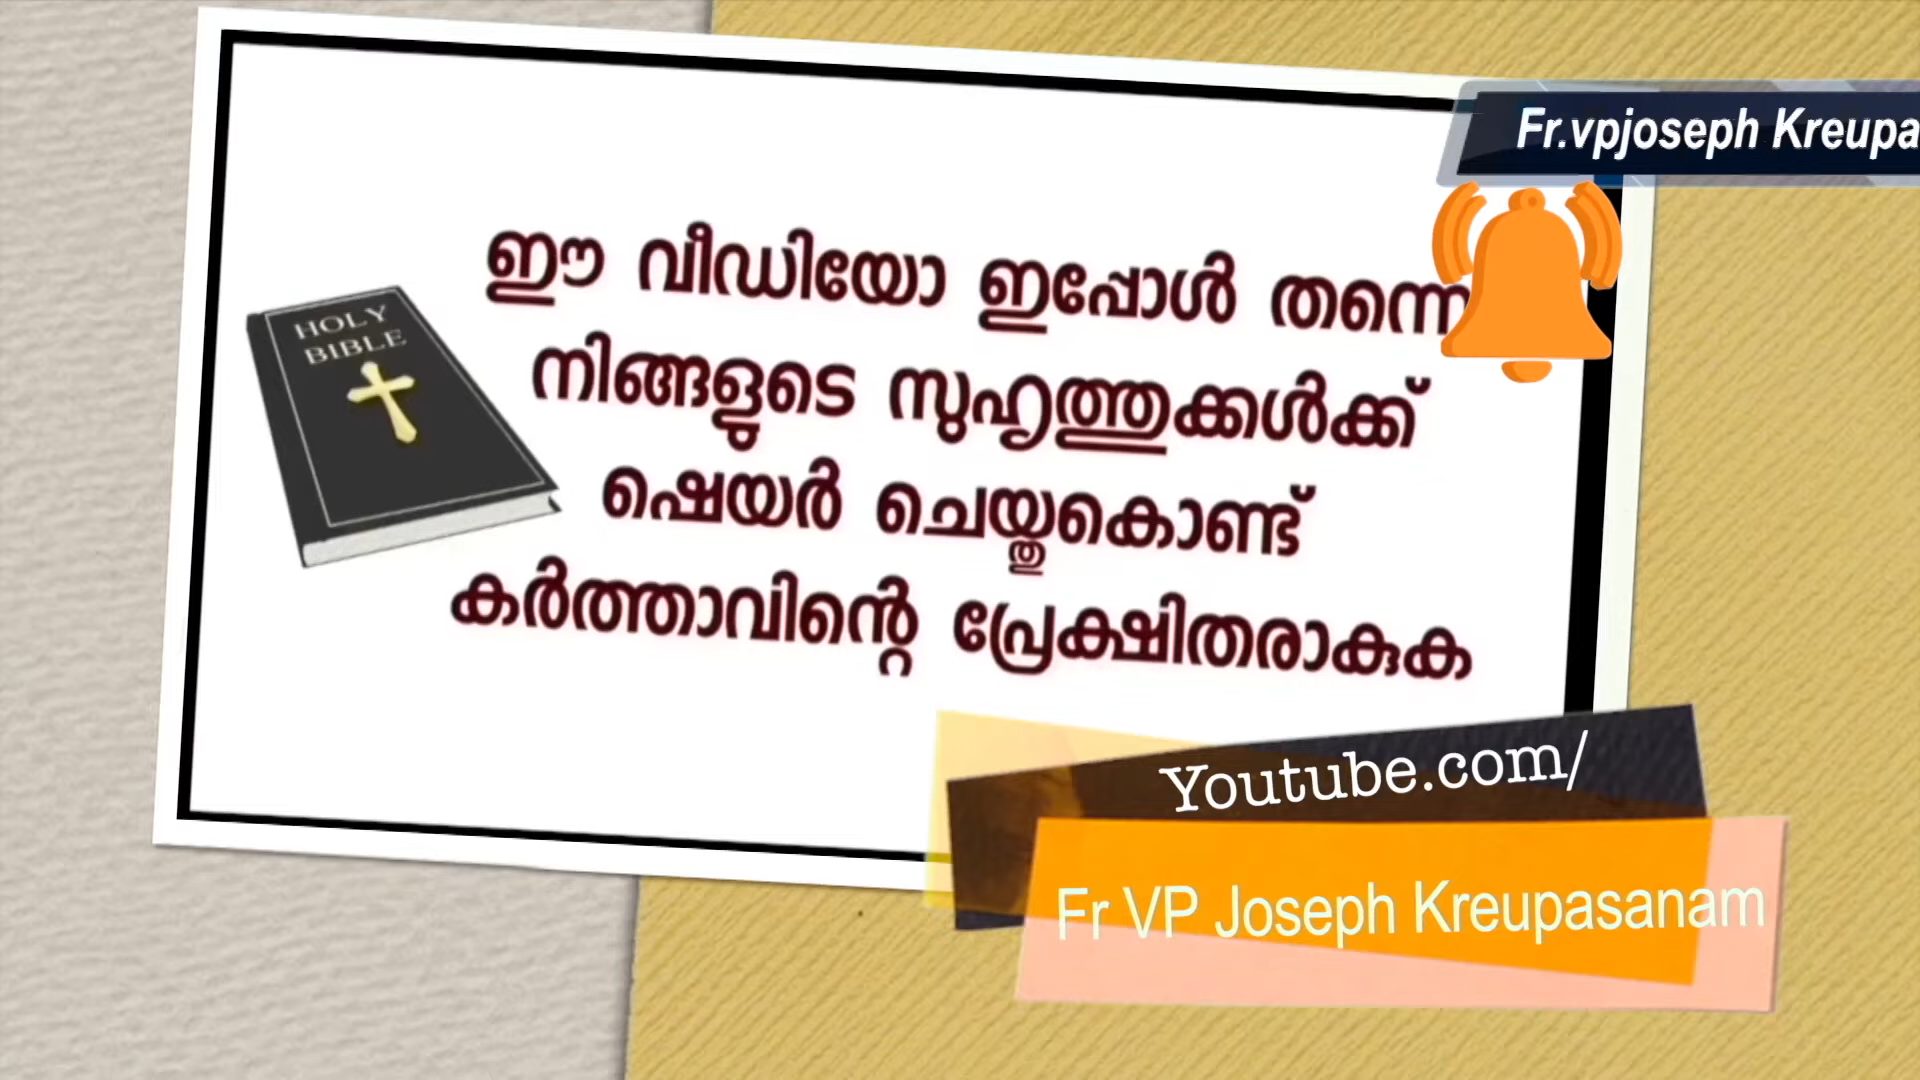 Fr.vpjoseph Kreupa
HOLY
BIBLE
ഈ വീഡിയോ ഇപ്പോൾ തന്നെ
നിങ്ങളുടെ സുഹൃത്തുക്കൾക്ക്
ഷെയർ ചെയ്തുകൊണ്ട്
കർത്താവിന്റെ പ്രേക്ഷിതരാകുക
Youtube.com/
Fr VP Joseph Kreupasanam